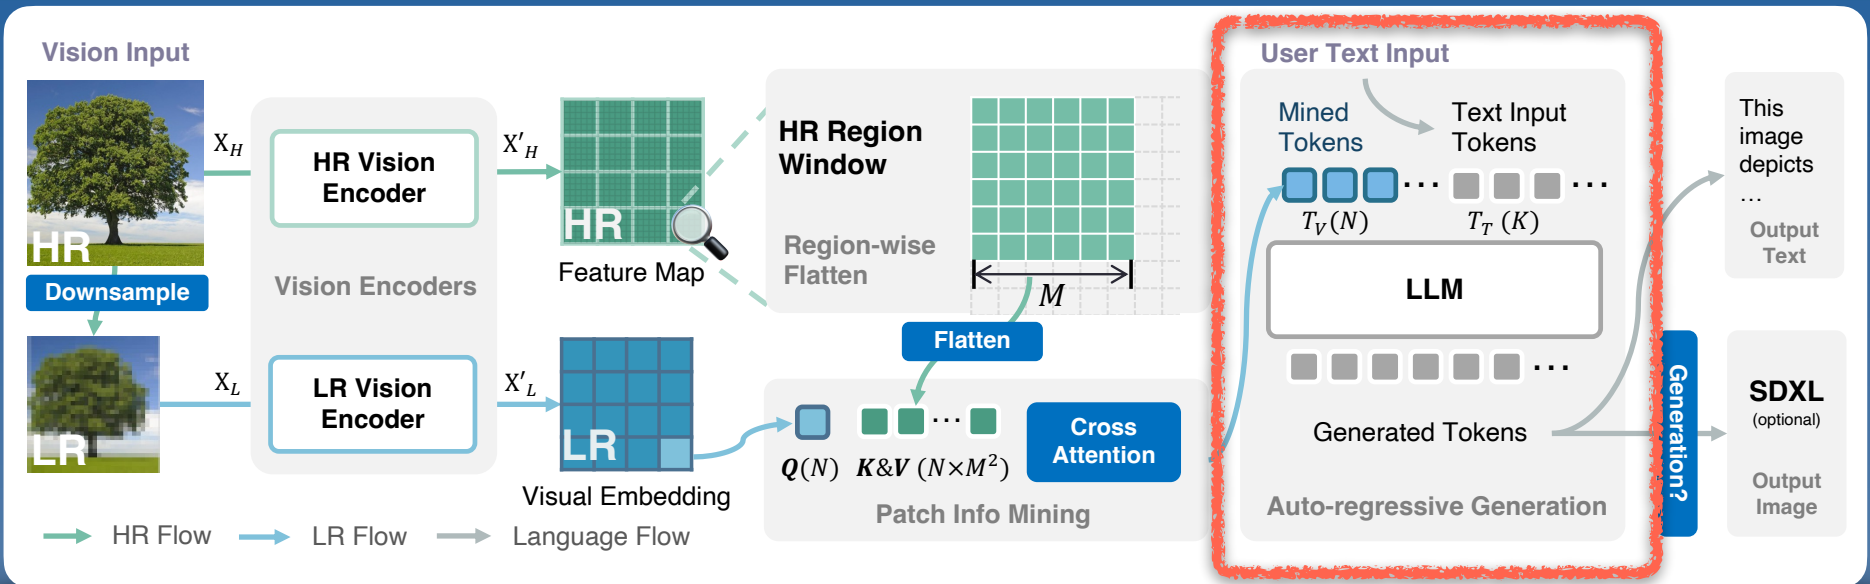 Vision Input
HR
Downsample
LR
X_H
X_L
HR Vision
Encoder
Vision Encoders
LR Vision
Encoder
X′_H
X′_L
HR
Feature Map
LR
Visual Embedding
HR Flow
LR Flow
Language Flow
HR Region
Window
Region-wise
Flatten
M
Flatten
Q(N)
K&V (N×M²)
Cross
Attention
Patch Info Mining
User Text Input
Mined
Tokens
Text Input
Tokens
...
...
T_V(N)
T_T (K)
LLM
...
Generated Tokens
Auto-regressive Generation
Generation?
This
image
depicts
...
Output
Text
SDXL
(optional)
Output
Image